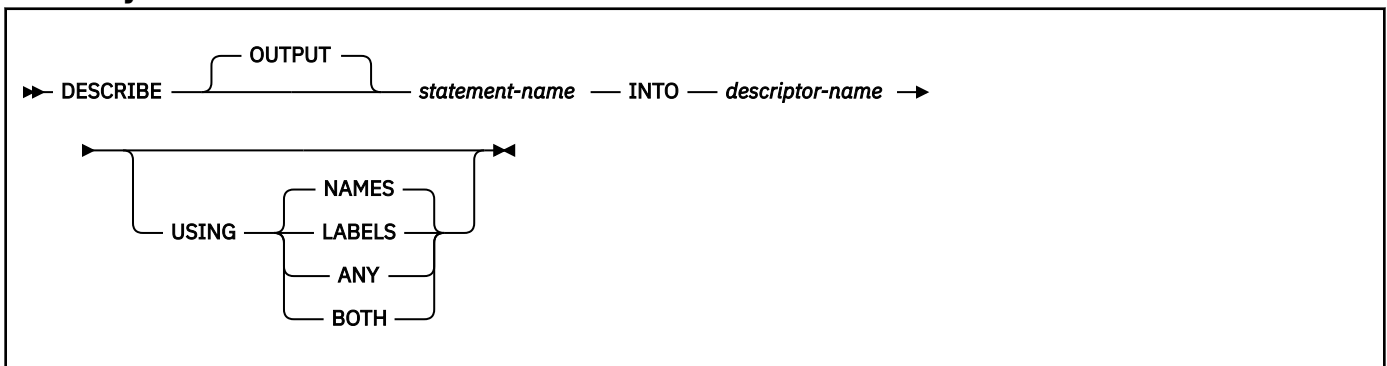 OUTPUT
DESCRIBE statement-name INTO descriptor-name
NAMES
USING LABELS
ANY
BOTH